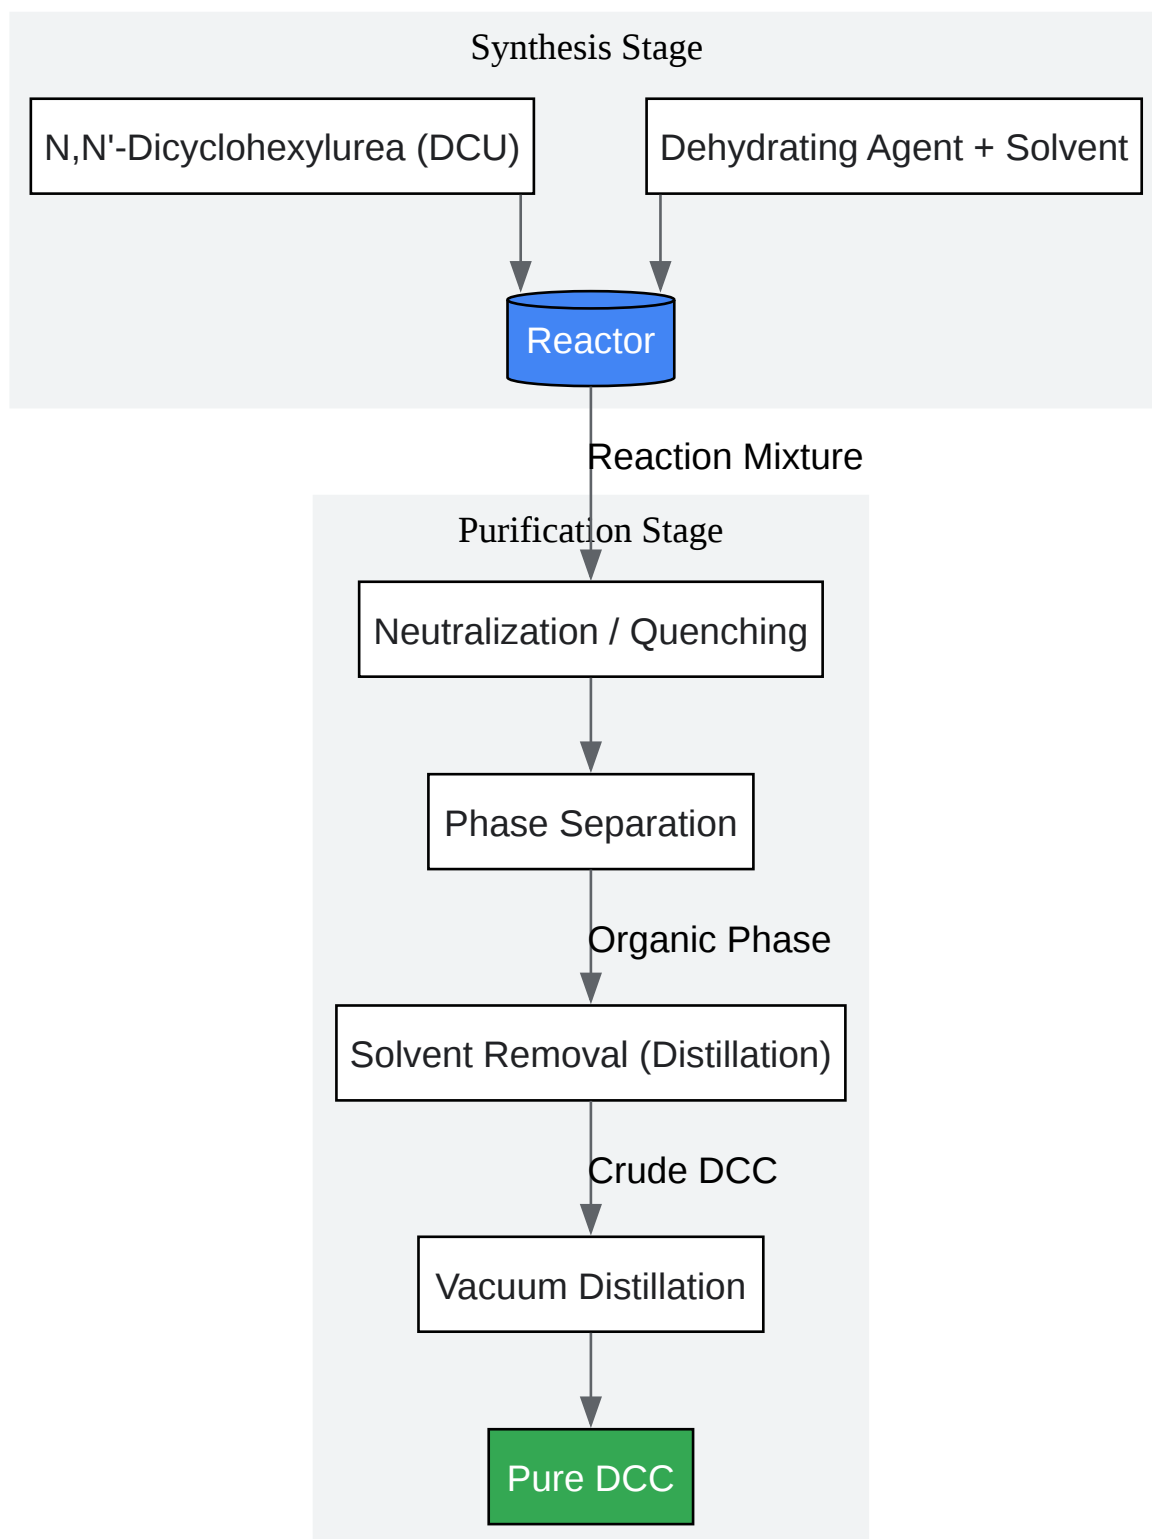 Synthesis Stage
N,N'-Dicyclohexylurea (DCU)
Dehydrating Agent + Solvent
Reactor
Reaction Mixture
Purification Stage
Neutralization / Quenching
Phase Separation
Organic Phase
Solvent Removal (Distillation)
Crude DCC
Vacuum Distillation
Pure DCC